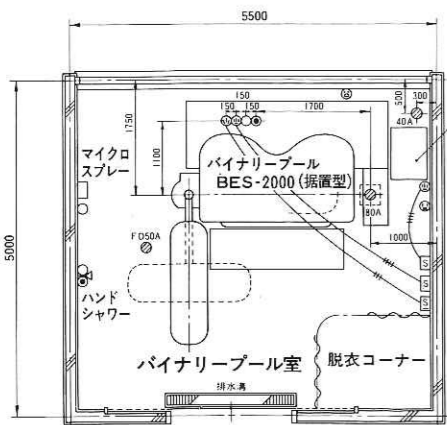 5500
150
150
150
1700
500
300
40A
1750
1100
マイクロ
スプレー
バイナリープール
BES-2000(据置型)
80A
FD50A
1000
5000
S
S
S
ハンド
シャワー
バイナリープール室
脱衣コーナー
排水溝